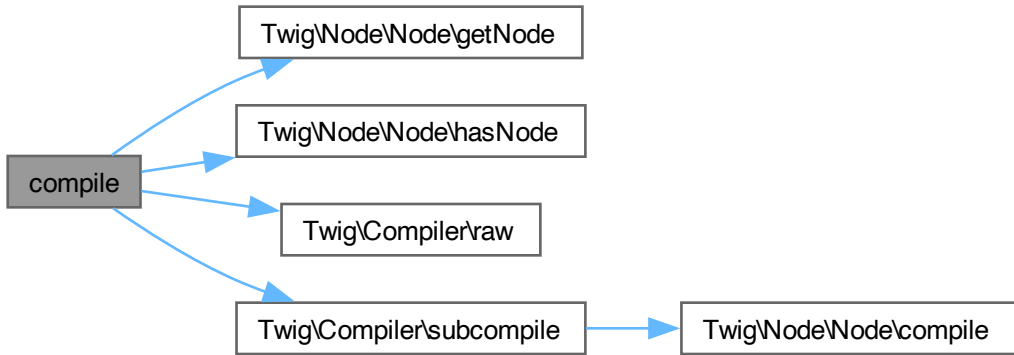 Twig\Node\Node\getNode
Twig\Node\Node\hasNode
compile
Twig\Compiler\raw
Twig\Compiler\subcompile
Twig\Node\Node\compile